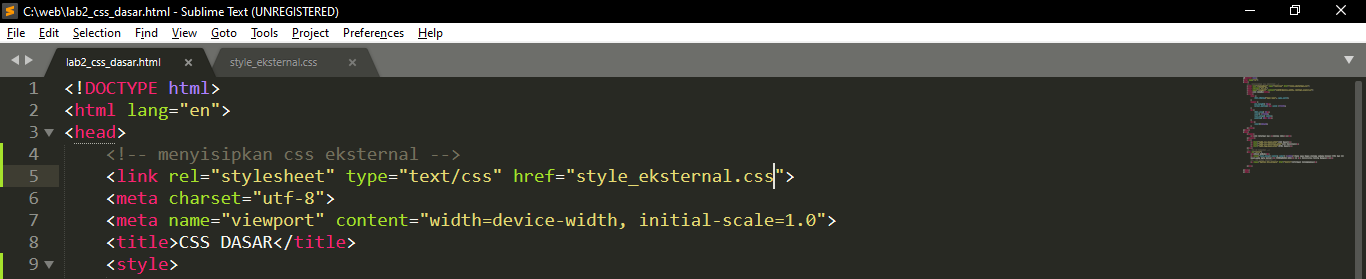 C:\web\lab2_css_dasar.html - Sublime Text (UNREGISTERED)
File Edit Selection Find View Goto Tools Project Preferences Help
lab2_css_dasar.html × style_eksternal.css ×
1 <!DOCTYPE html>
2 <html lang="en">
3 <head>
4 <!-- menyisipkan css eksternal -->
5 <link rel="stylesheet" type="text/css" href="style_eksternal.css">
6 <meta charset="utf-8">
7 <meta name="viewport" content="width=device-width, initial-scale=1.0">
8 <title>CSS DASAR</title>
9 <style>